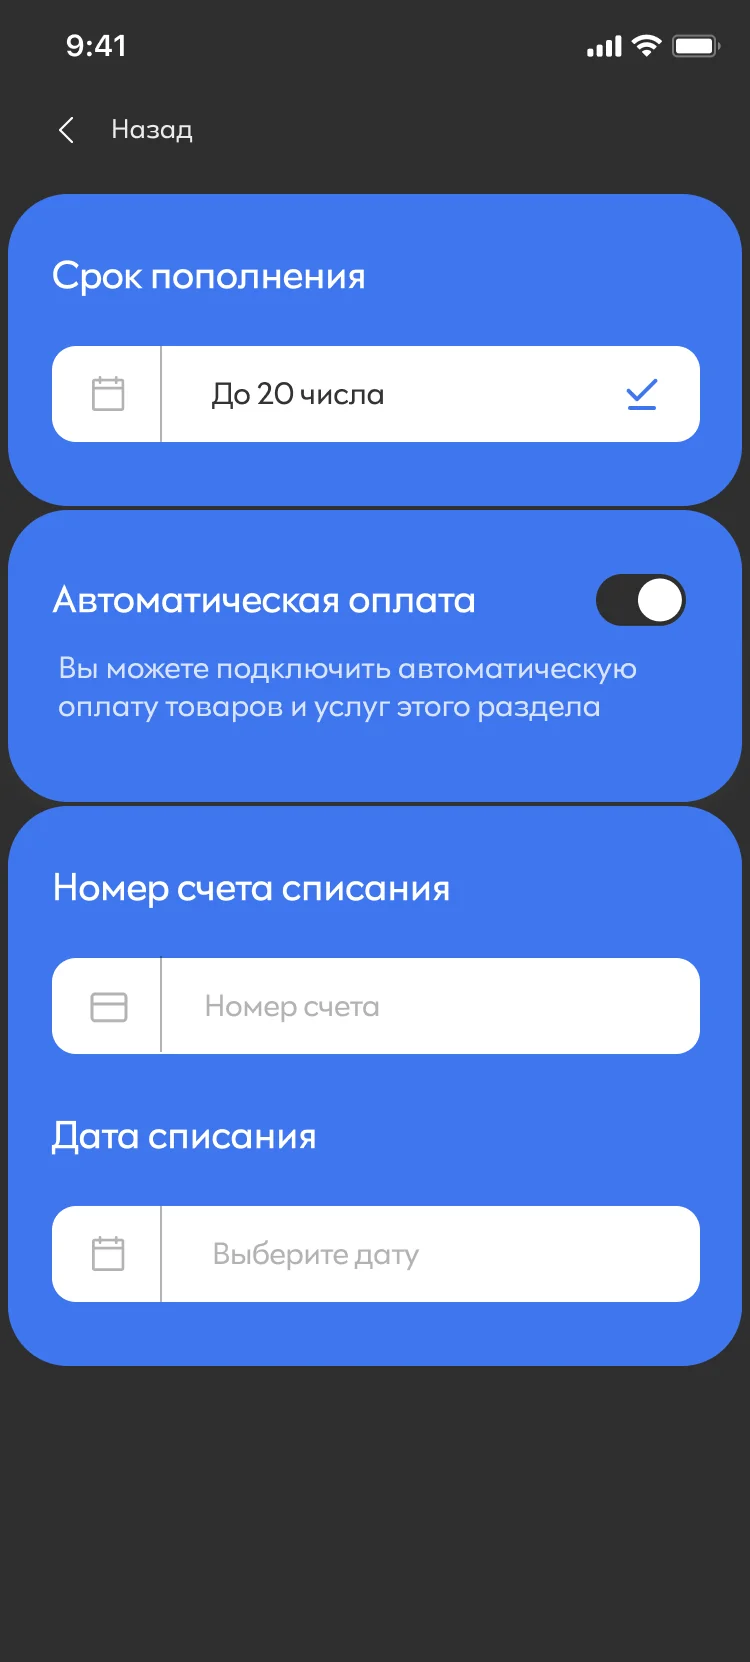 9:41
Назад
Срок пополнения
До 20 числа
Автоматическая оплата
Вы можете подключить автоматическую
оплату товаров и услуг этого раздела
Номер счета списания
Номер счета
Дата списания
Выберите дату